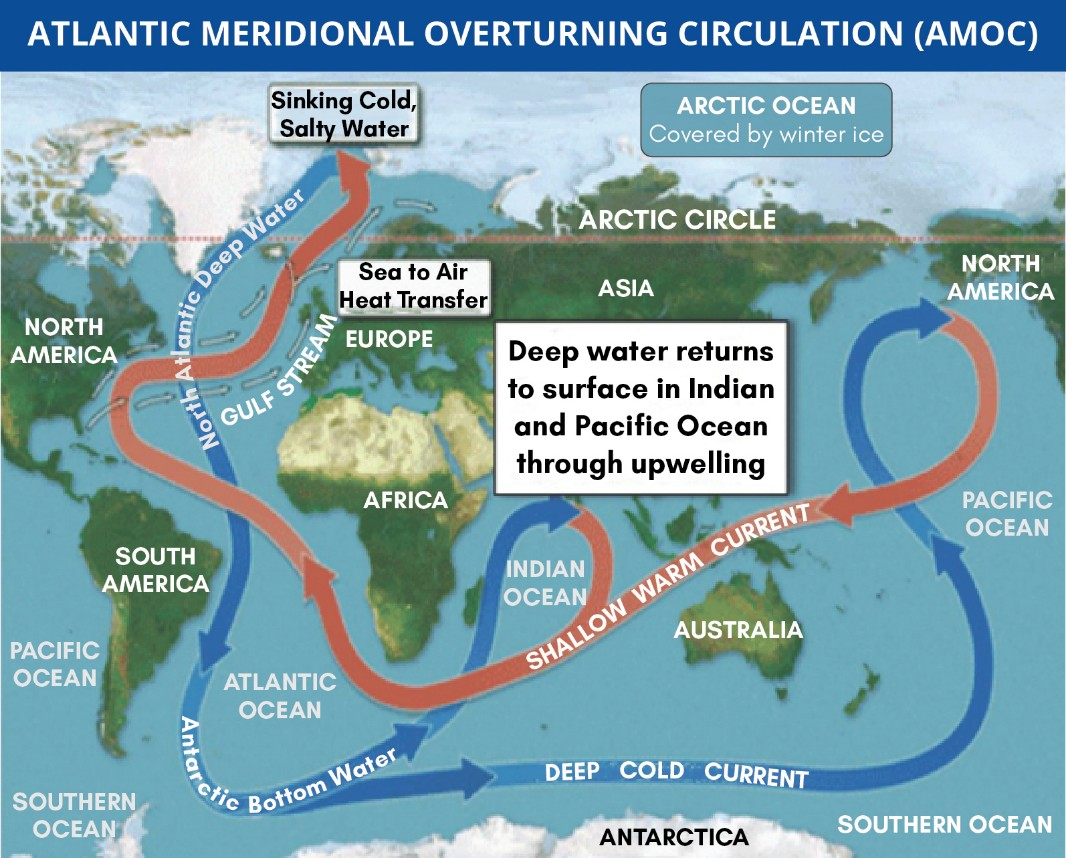 ATLANTIC MERIDIONAL OVERTURNING CIRCULATION (AMOC)
Sinking Cold,
Salty Water
ARCTIC OCEAN
Covered by winter ice
North Atlantic Deep Water
ARCTIC CIRCLE
Sea to Air
Heat Transfer
ASIA
NORTH
AMERICA
NORTH
AMERICA
EUROPE
GULF STREAM
Deep water returns
to surface in Indian
and Pacific Ocean
through upwelling
AFRICA
PACIFIC
OCEAN
SOUTH
AMERICA
INDIAN
OCEAN
SHALLOW WARM CURRENT
AUSTRALIA
PACIFIC
OCEAN
ATLANTIC
OCEAN
Antarctic Bottom Water
DEEP COLD CURRENT
SOUTHERN
OCEAN
ANTARCTICA
SOUTHERN OCEAN